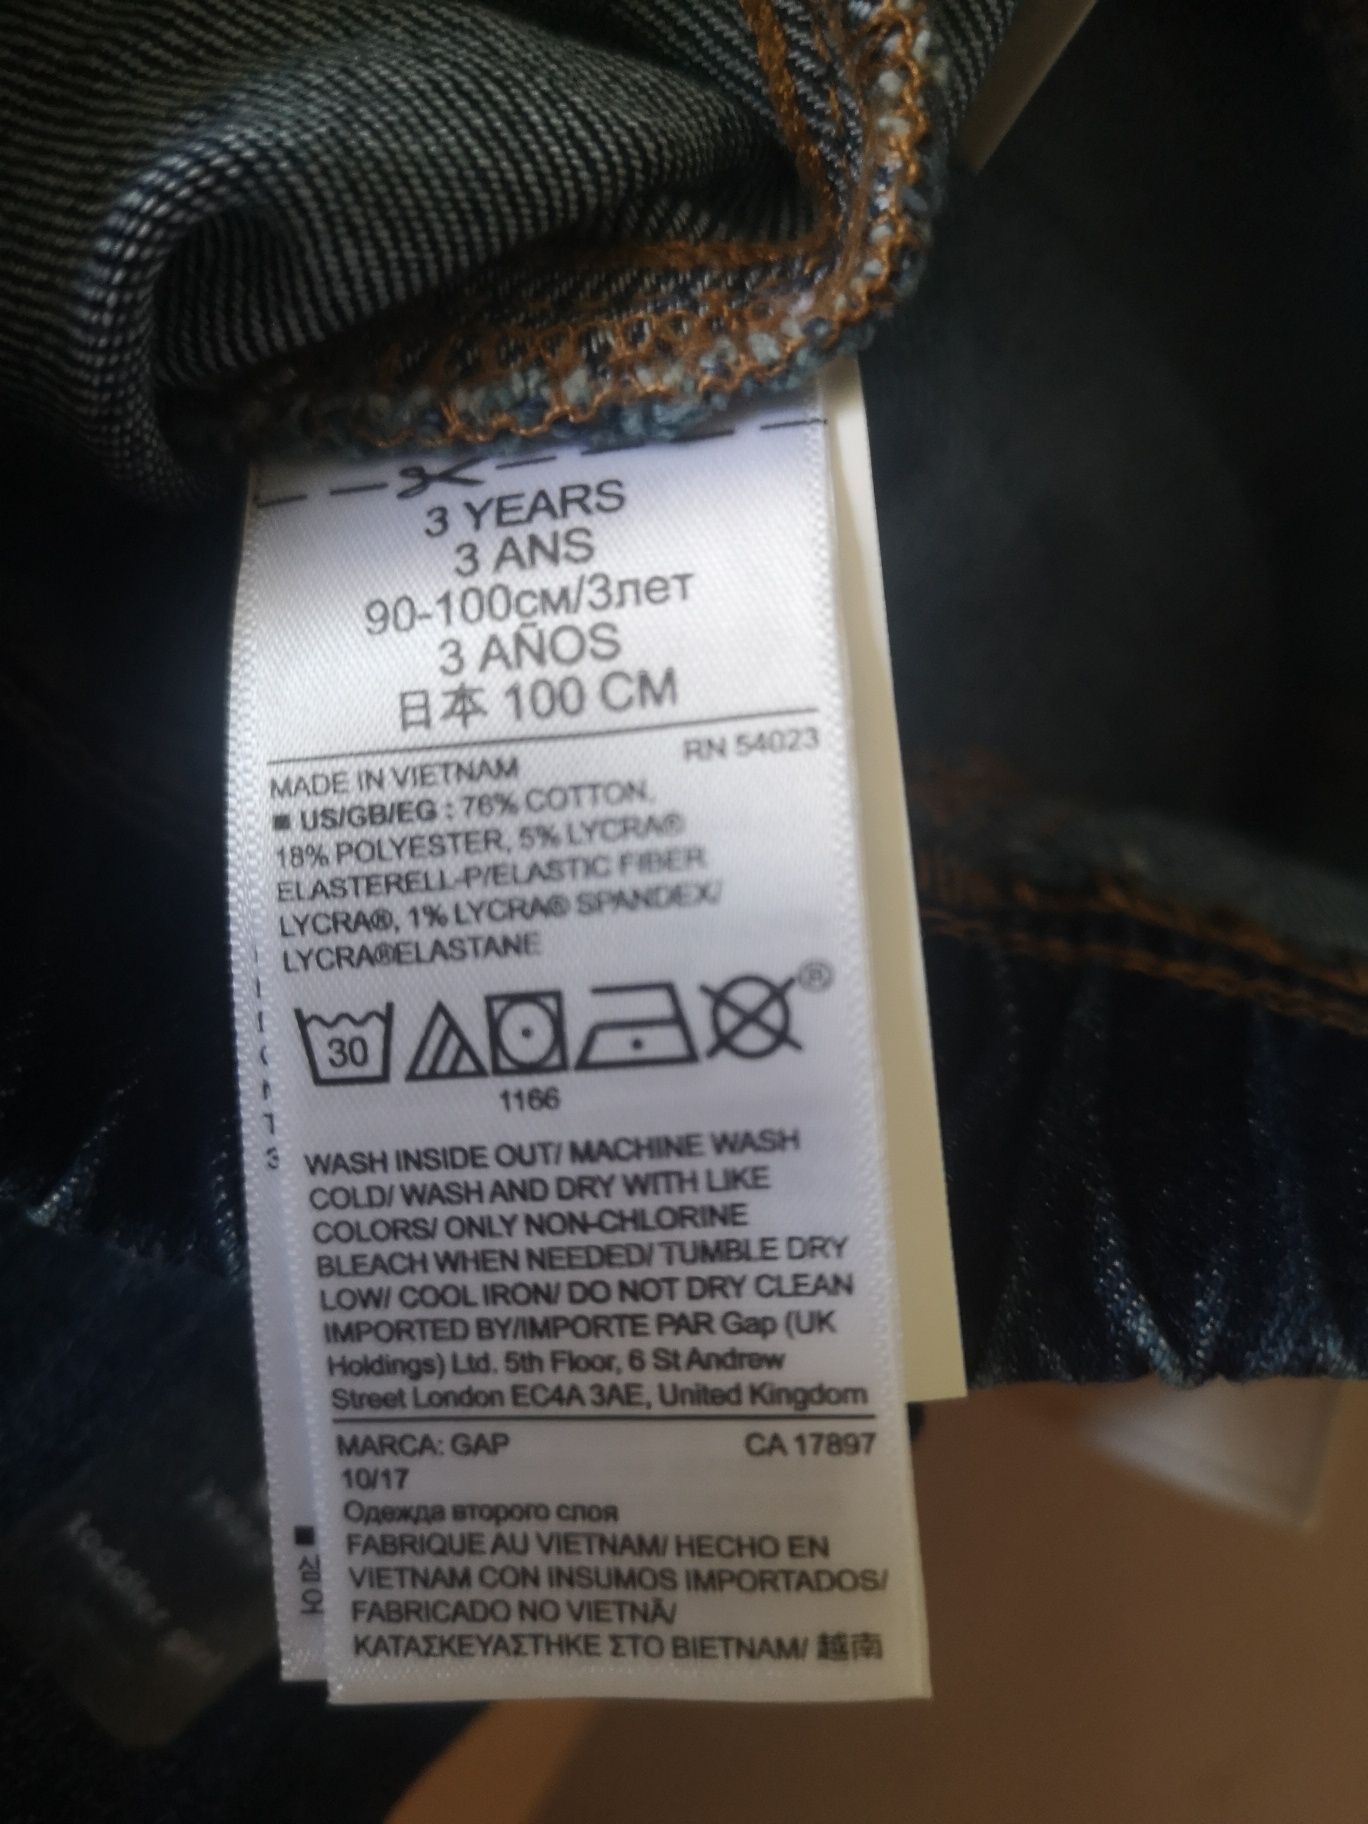 3 YEARS
3 ANS
90-100см/3лет
3 AÑOS
日本 100 CM
RN 54023
MADE IN VIETNAM
■ US/GB/EG : 76% COTTON,
18% POLYESTER, 5% LYCRA®
ELASTERELL-P/ELASTIC FIBER
LYCRA®, 1% LYCRA® SPANDEX/
LYCRA®ELASTANE
30
®
1166
WASH INSIDE OUT/ MACHINE WASH
COLD/ WASH AND DRY WITH LIKE
COLORS/ ONLY NON-CHLORINE
BLEACH WHEN NEEDED/ TUMBLE DRY
LOW/ COOL IRON/ DO NOT DRY CLEAN
IMPORTED BY/IMPORTE PAR Gap (UK
Holdings) Ltd. 5th Floor, 6 St Andrew
Street London EC4A 3AE, United Kingdom
MARCA: GAP CA 17897
10/17
Одежда второго слоя
FABRIQUE AU VIETNAM/ HECHO EN
VIETNAM CON INSUMOS IMPORTADOS/
FABRICADO NO VIETNÃ/
ΚΑΤΑΣΚΕΥΑΣΤΗΚΕ ΣΤΟ ΒΙΕΤΝΑΜ/ 越南